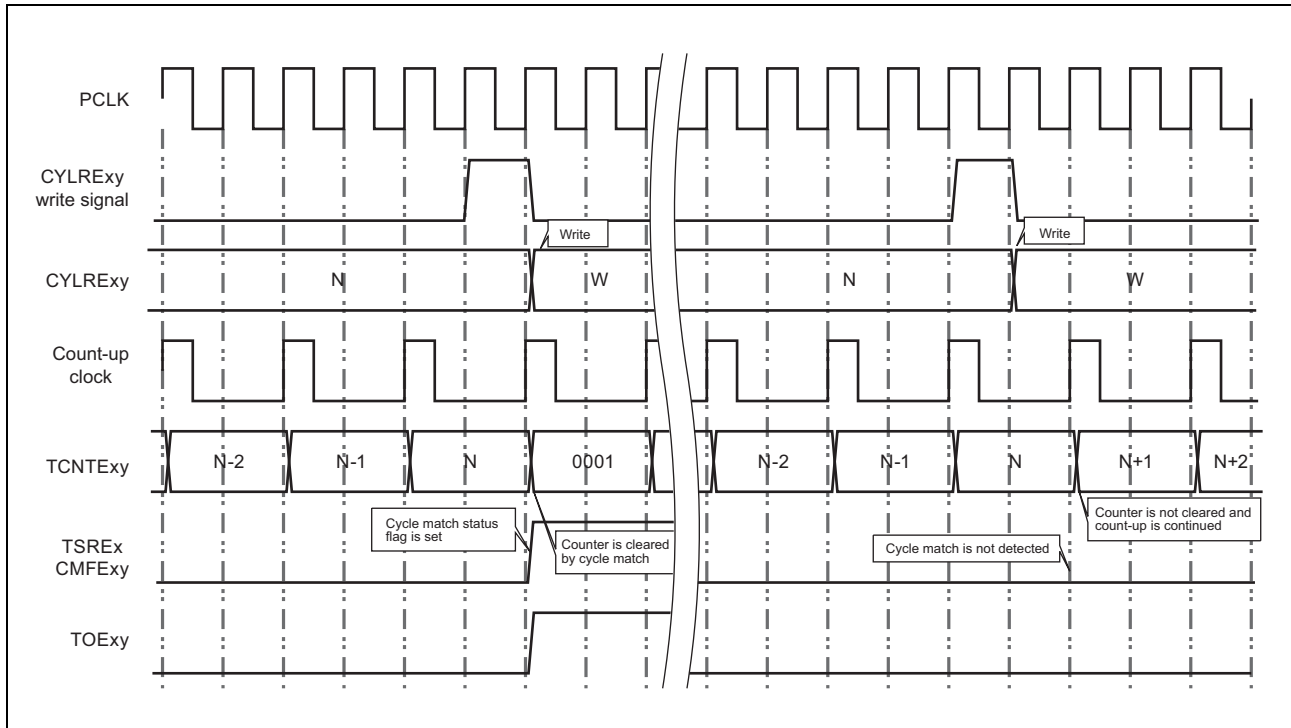 PCLK
CYLRExy
write signal
Write
Write
CYLRExy
N
W
N
W
Count-up
clock
TCNTExy
N-2
N-1
N
0001
N-2
N-1
N
N+1
N+2
Cycle match status
flag is set
Counter is cleared
by cycle match
Cycle match is not detected
Counter is not cleared and
count-up is continued
TSREx
CMFExy
TOExy